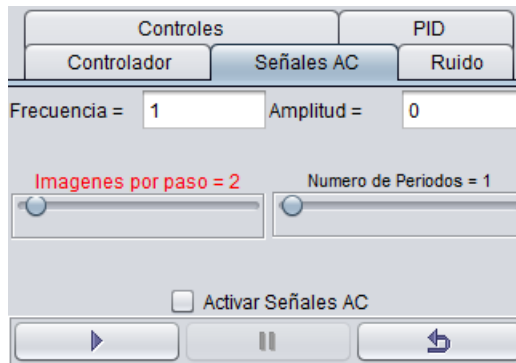 Controles PID
Controlador Señales AC Ruido
Frecuencia = 1 Amplitud = 0
Imagenes por paso = 2 Numero de Periodos = 1
Activar Señales AC